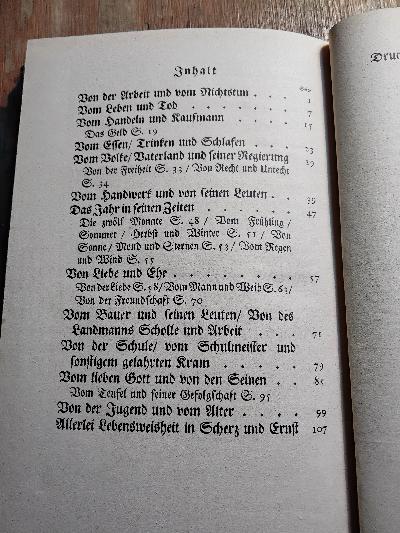 Inhalt
Seite
Von der Arbeit und vom Nichtstun . . . 1
Vom Leben und Tod . . . . . . . 7
Vom Handeln und Kaufmann . . . . 15
Das Geld S. 19
Vom Essen/ Trinken und Schlafen . . . 23
Vom Volke/ Vaterland und seiner Regierung 29
Von der Freiheit S. 33/ Von Recht und Unrecht
S. 34
Vom Handwerk und von seinen Leuten . . 39
Das Jahr in seinen Zeiten . . . . . 47
Die zwölf Monate S. 48/ Vom Frühling/
Sommer/ Herbst und Winter S. 51/ Von
Sonne/ Mond und Sternen S. 53/ Vom Regen
und Wind S. 55
Von Liebe und Ehe . . . . . . . 57
Von der Liebe S. 58/ Vom Mann und Weib S. 63/
Von der Freundschaft S. 70
Vom Bauer und seinen Leuten/ Von des
Landmanns Scholle und Arbeit . . . . 71
Von der Schule/ vom Schulmeister und
sonstigem gelahrten Kram . . . . . 79
Vom lieben Gott und von den Seinen . . 85
Vom Teufel und seiner Gefolgschaft S. 95
Von der Jugend und vom Alter . . . . 99
Allerlei Lebensweisheit in Scherz und Ernst 107
Druc